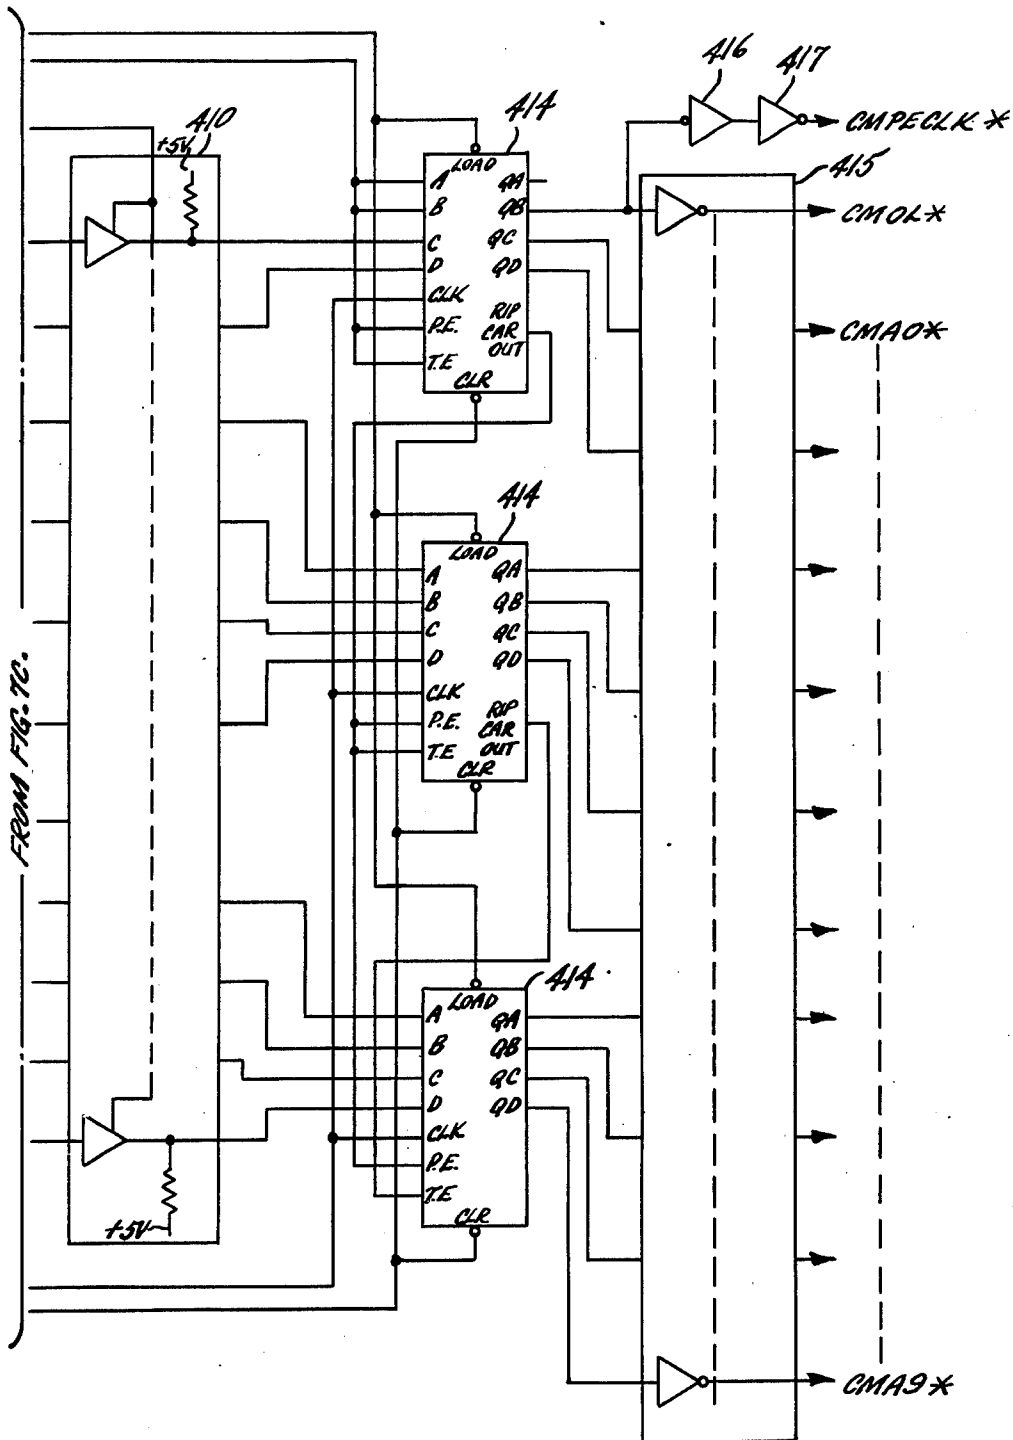 416
417
CMPECLK*
410
+5V
414
LOAD
A
B
C
D
CLK
P.E.
T.E
QA
QB
QC
QD
RIP
CAR
OUT
CLR
415
CMOL*
CMA0*
414
LOAD
A
B
C
D
CLK
P.E.
T.E
QA
QB
QC
QD
RIP
CAR
OUT
CLR
FROM FIG.7C.
414
LOAD
A
B
C
D
CLK
P.E.
T.E
QA
QB
QC
QD
CLR
+5V
CMA9*